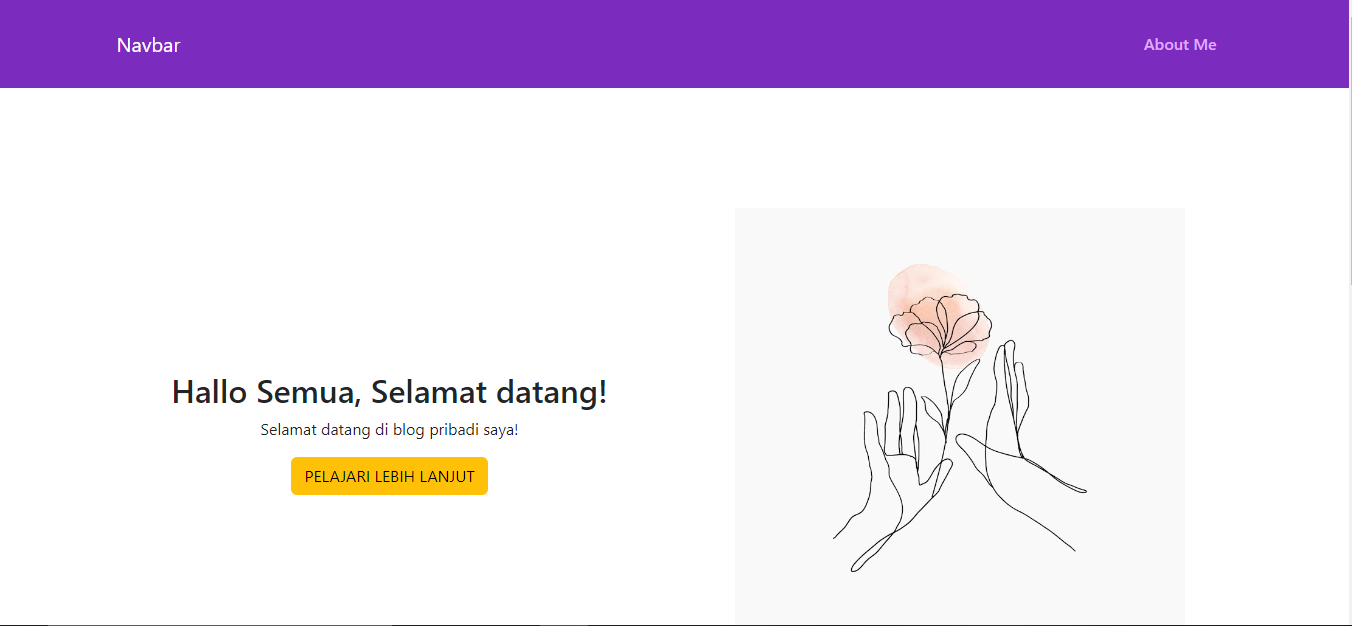 Navbar
About Me
Hallo Semua, Selamat datang!
Selamat datang di blog pribadi saya!
PELAJARI LEBIH LANJUT